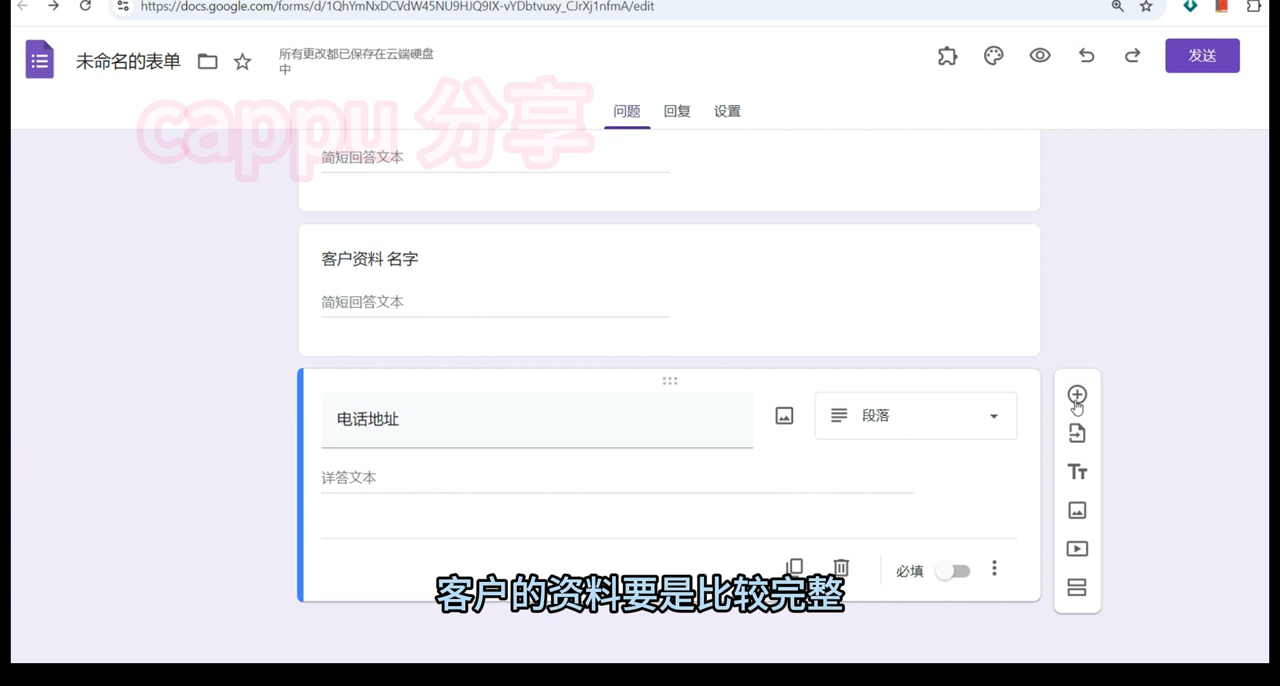 https://docs.google.com/forms/d/1QhYmNxDCVdW45NU9HJQ9IX-vYDbtvuxy_CJrXj1nfmA/edit
未命名的表单
所有更改都已保存在云端硬盘
中
发送
cappu 分享
问题 回复 设置
简短回答文本
客户资料 名字
简短回答文本
电话地址
段落
详答文本
Tт
必填
客户的资料要是比较完整